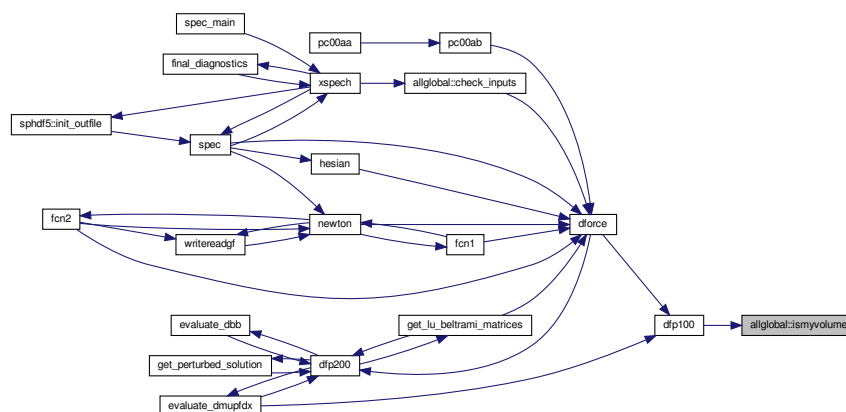 spec_main
pc00aa
pc00ab
final_diagnostics
xspech
allglobal::check_inputs
sphdf5::init_outfile
spec
hesian
fcn2
newton
dforce
writereadgf
fcn1
evaluate_dbb
get_lu_beltrami_matrices
dfp100
allglobal::ismyvolume
get_perturbed_solution
dfp200
evaluate_dmupfdx